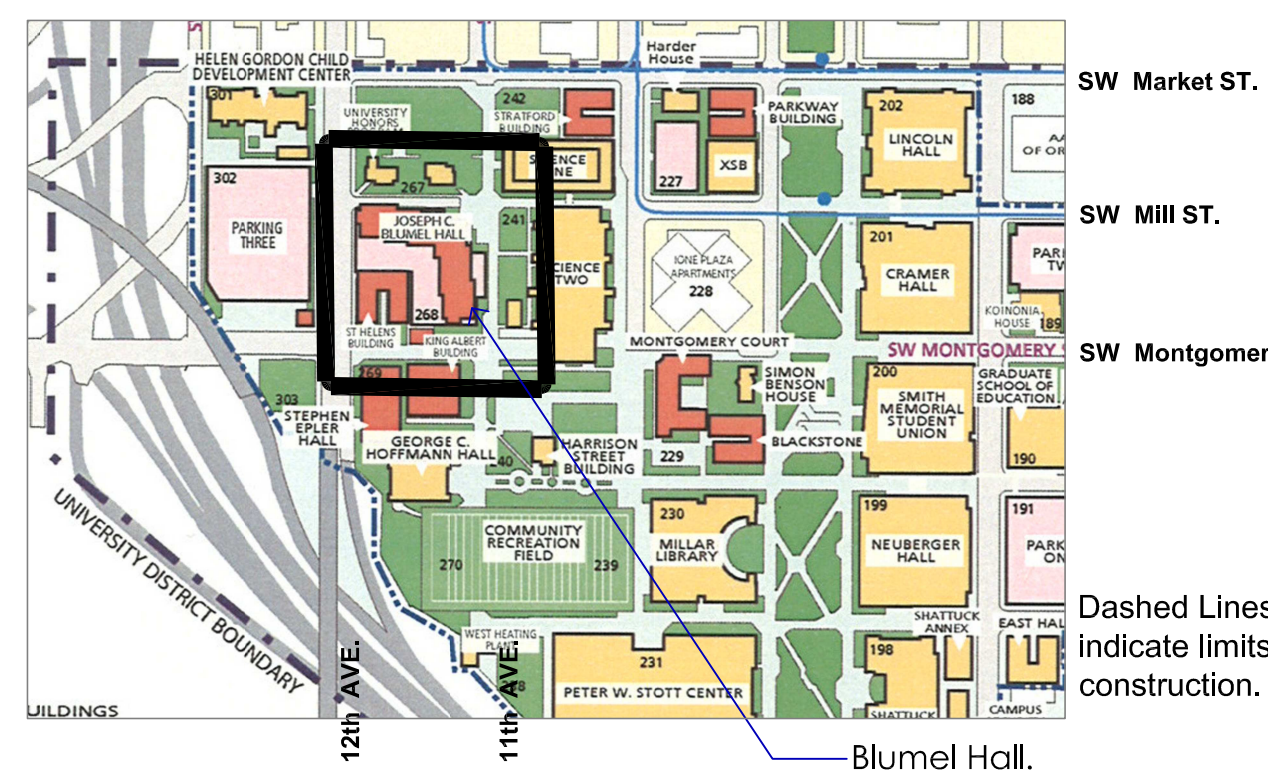 HELEN GORDON CHILD
DEVELOPMENT CENTER
301
UNIVERSITY
HONORS
242
STRATFORD
BUILDING
Harder
House
PARKWAY
BUILDING
202
LINCOLN
HALL
188
OF OR
SW Market ST.
302
PARKING
THREE
267
XSB
227
JOSEPH C.
BLUMEL HALL
241
TWO
IONE PLAZA
APARTMENTS
228
201
CRAMER
HALL
SW Mill ST.
KOINONIA
HOUSE
189
268
ST HELENS
BUILDING
KING ALBERT
BUILDING
MONTGOMERY COURT
SW MONTGOMERY
SW Montgomer
269
303
SIMON
BENSON
HOUSE
200
SMITH
MEMORIAL
STUDENT
UNION
GRADUATE
SCHOOL OF
EDUCATION
190
STEPHEN
EPLER
HALL
GEORGE C.
HOFFMANN HALL
HARRISON
STREET
BUILDING
BLACKSTONE
229
UNIVERSITY DISTRICT BOUNDARY
COMMUNITY
RECREATION
FIELD
270
239
230
MILLAR
LIBRARY
199
NEUBERGER
HALL
191
PARK
ON
SHATTUCK
ANNEX
EAST HAL
Dashed Lines
indicate limits
construction.
WEST HEATING
PLANT
231
PETER W. STOTT CENTER
198
SHATTUCK
CAMPUS
UILDINGS
12th AVE.
11th AVE.
Blumel Hall.